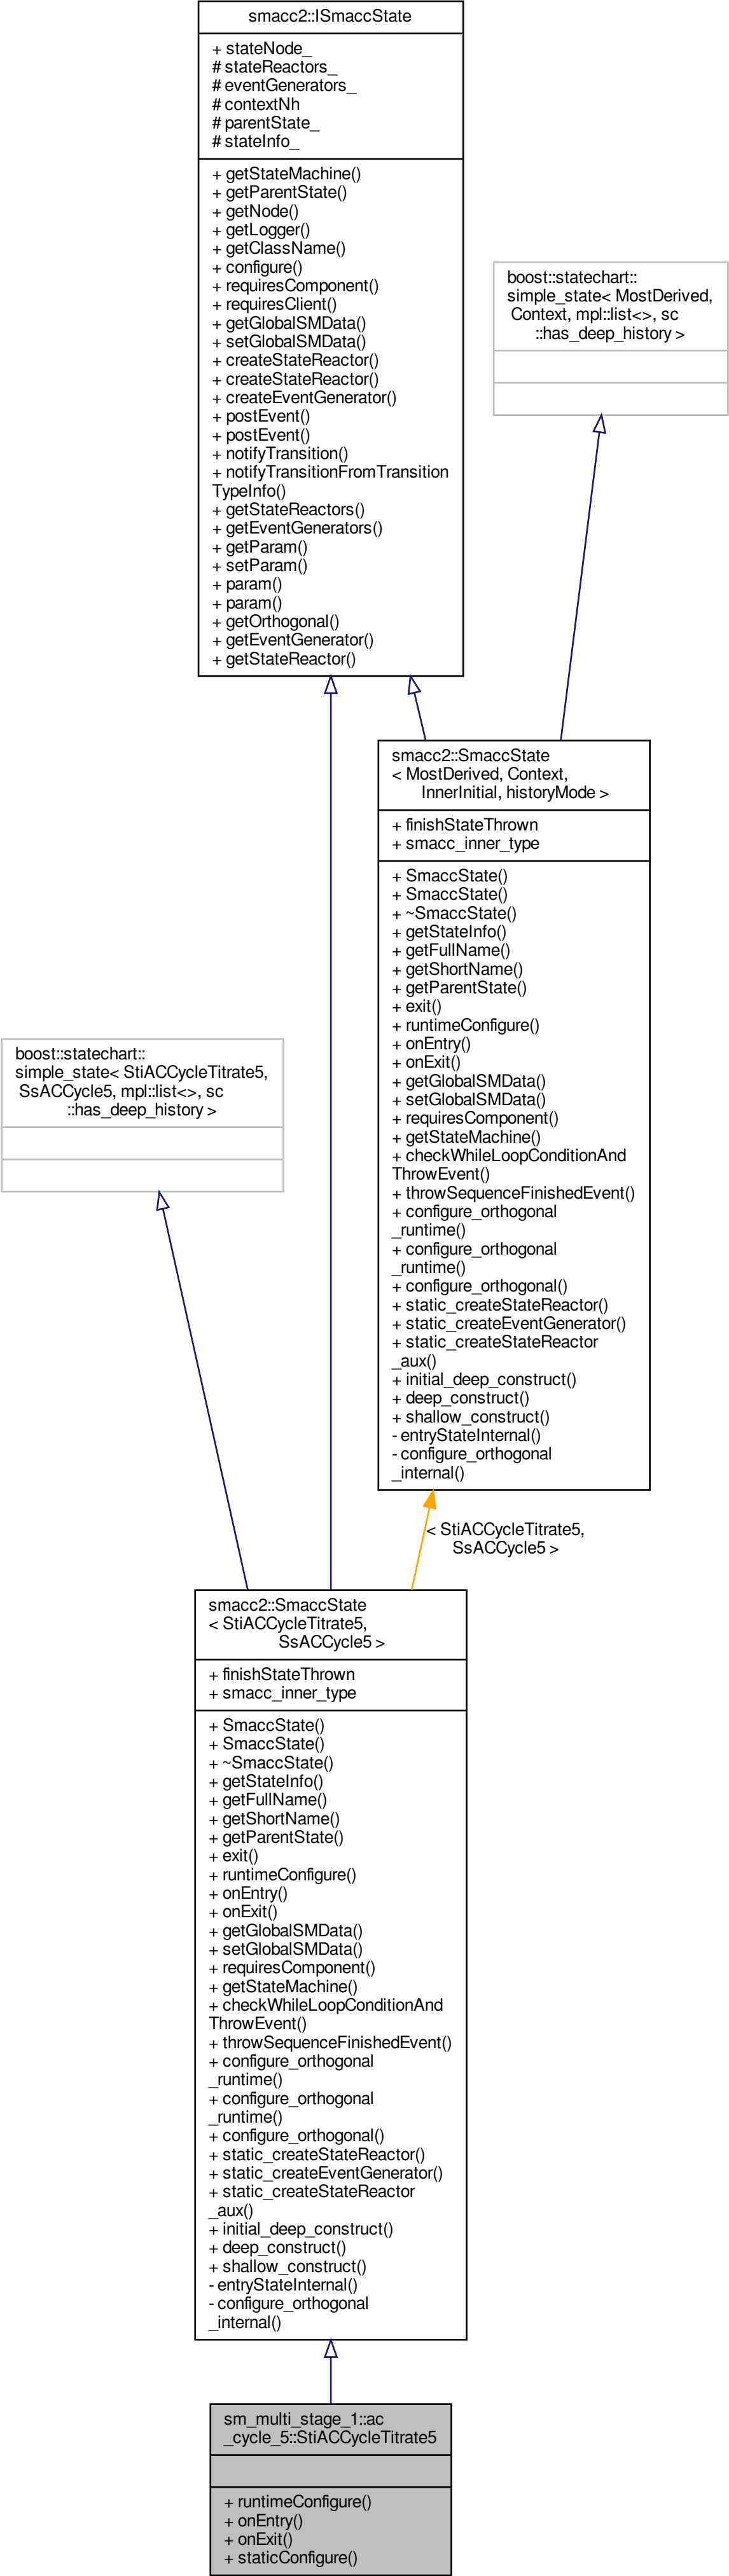 smacc2::ISmaccState
+ stateNode_
# stateReactors_
# eventGenerators_
# contextNh
# parentState_
# stateInfo_
+ getStateMachine()
+ getParentState()
+ getNode()
+ getLogger()
+ getClassName()
+ configure()
+ requiresComponent()
+ requiresClient()
+ getGlobalSMData()
+ setGlobalSMData()
+ createStateReactor()
+ createStateReactor()
+ createEventGenerator()
+ postEvent()
+ postEvent()
+ notifyTransition()
+ notifyTransitionFromTransition
TypeInfo()
+ getStateReactors()
+ getEventGenerators()
+ getParam()
+ setParam()
+ param()
+ param()
+ getOrthogonal()
+ getEventGenerator()
+ getStateReactor()
boost::statechart::
simple_state< MostDerived,
Context, mpl::list<>, sc
::has_deep_history >
smacc2::SmaccState
< MostDerived, Context,
InnerInitial, historyMode >
+ finishStateThrown
+ smacc_inner_type
+ SmaccState()
+ SmaccState()
+ ~SmaccState()
+ getStateInfo()
+ getFullName()
+ getShortName()
+ getParentState()
+ exit()
+ runtimeConfigure()
+ onEntry()
+ onExit()
+ getGlobalSMData()
+ setGlobalSMData()
+ requiresComponent()
+ getStateMachine()
+ checkWhileLoopConditionAnd
ThrowEvent()
+ throwSequenceFinishedEvent()
+ configure_orthogonal
_runtime()
+ configure_orthogonal
_runtime()
+ configure_orthogonal()
+ static_createStateReactor()
+ static_createEventGenerator()
+ static_createStateReactor
_aux()
+ initial_deep_construct()
+ deep_construct()
+ shallow_construct()
- entryStateInternal()
- configure_orthogonal
_internal()
boost::statechart::
simple_state< StiACCycleTitrate5,
SsACCycle5, mpl::list<>, sc
::has_deep_history >
< StiACCycleTitrate5,
SsACCycle5 >
smacc2::SmaccState
< StiACCycleTitrate5,
SsACCycle5 >
+ finishStateThrown
+ smacc_inner_type
+ SmaccState()
+ SmaccState()
+ ~SmaccState()
+ getStateInfo()
+ getFullName()
+ getShortName()
+ getParentState()
+ exit()
+ runtimeConfigure()
+ onEntry()
+ onExit()
+ getGlobalSMData()
+ setGlobalSMData()
+ requiresComponent()
+ getStateMachine()
+ checkWhileLoopConditionAnd
ThrowEvent()
+ throwSequenceFinishedEvent()
+ configure_orthogonal
_runtime()
+ configure_orthogonal
_runtime()
+ configure_orthogonal()
+ static_createStateReactor()
+ static_createEventGenerator()
+ static_createStateReactor
_aux()
+ initial_deep_construct()
+ deep_construct()
+ shallow_construct()
- entryStateInternal()
- configure_orthogonal
_internal()
sm_multi_stage_1::ac
_cycle_5::StiACCycleTitrate5
+ runtimeConfigure()
+ onEntry()
+ onExit()
+ staticConfigure()